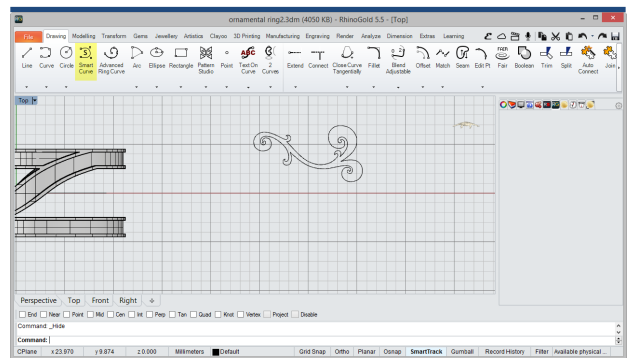 ornamental ring2.3dm (4050 KB) - RhinoGold 5.5 - [Top]
File Drawing Modelling Transform Gems Jewellery Artistics Clayoo 3D Printing Manufacturing Engraving Render Analyze Dimension Extras Learning
FAIR
ABC 2
Line Curve Circle Smart Advanced Arc Ellipse Rectangle Pattern Point Text On 2 Extend Connect Close Curve Fillet Blend Offset Match Seam Edit Pt Fair Boolean Trim Split Auto Join
Curve Ring Curve Studio Curve Curves Tangentially Adjustable Connect
Top
Perspective Top Front Right
End Near Point Mid Cen Int Perp Tan Quad Knot Vertex Project Disable
Command: _Hide
Command:
CPlane x 23.970 y 9.874 z 0.000 Millimeters Default Grid Snap Ortho Planar Osnap SmartTrack Gumball Record History Filter Available physical ...